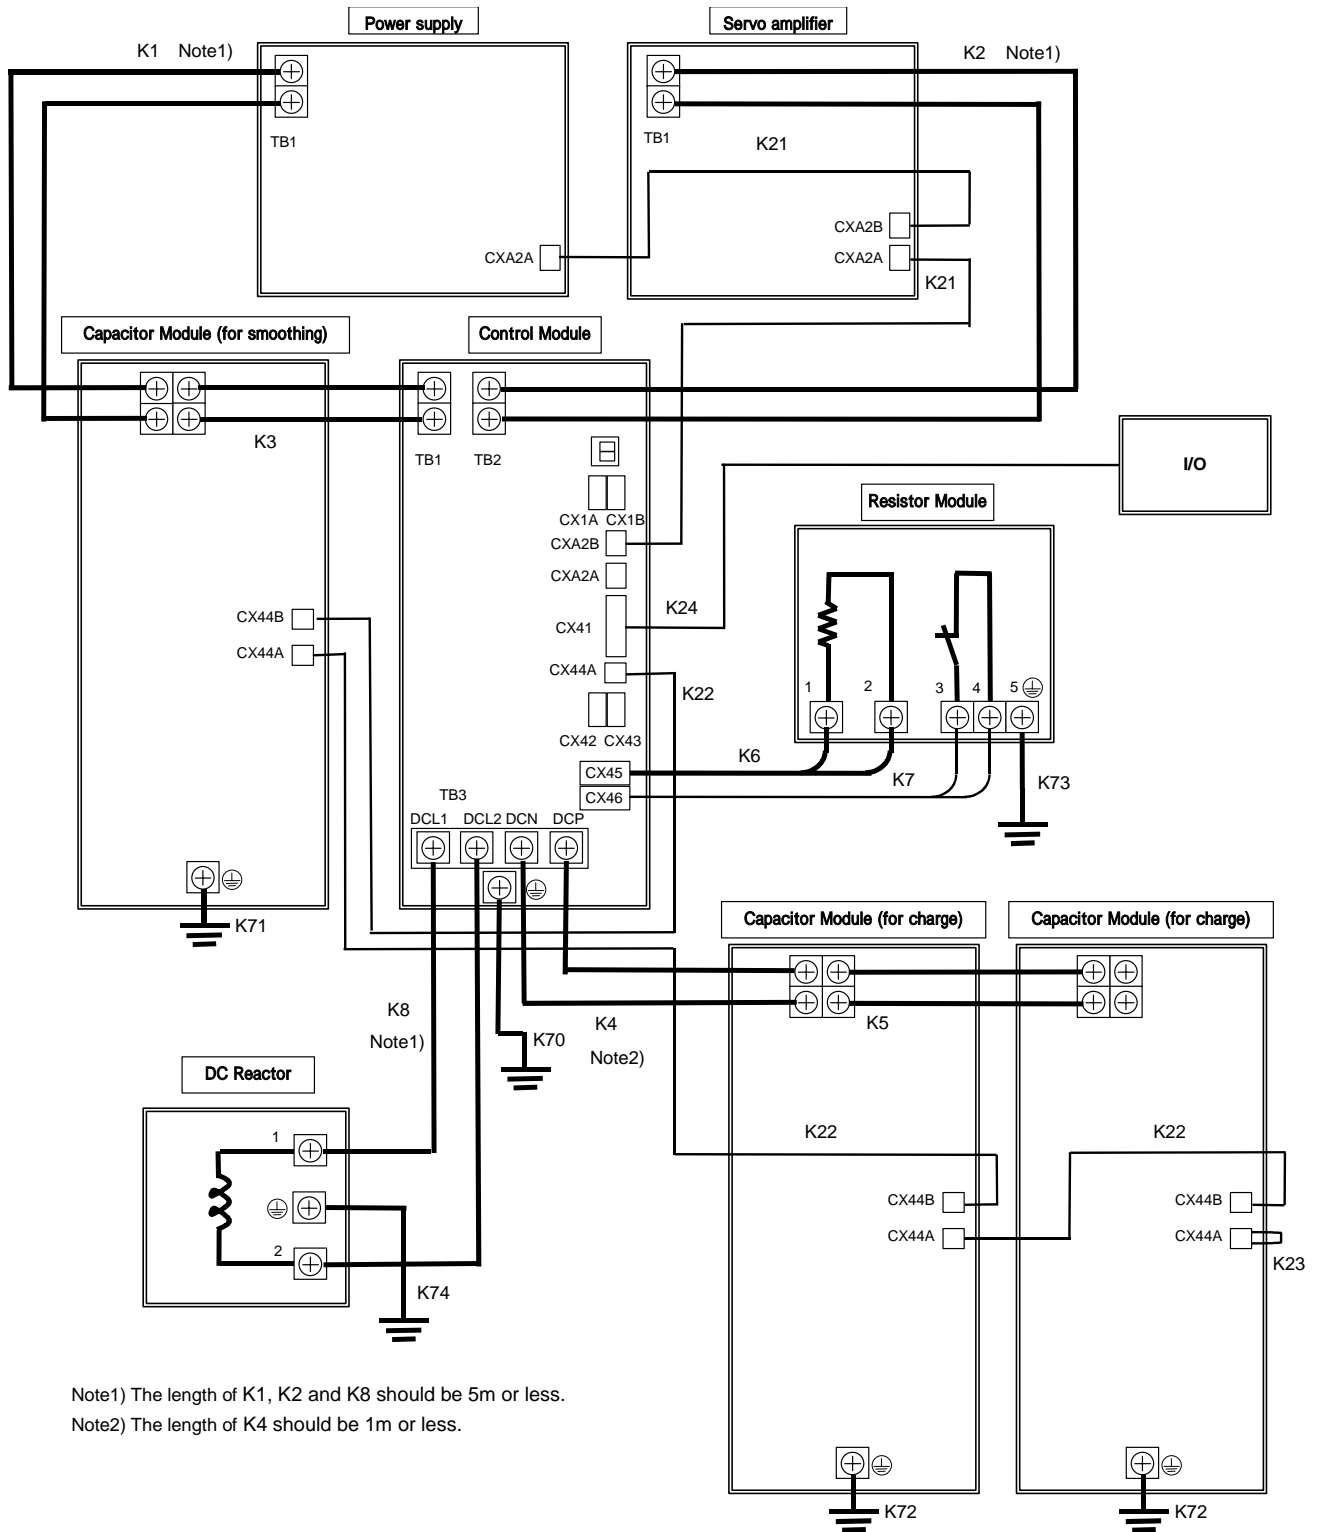 Power supply
Servo amplifier
K1 Note1)
K2 Note1)
TB1
TB1
K21
CXA2B
CXA2A
CXA2A
K21
Capacitor Module (for smoothing)
Control Module
K3
TB1
TB2
I/O
Resistor Module
CX1A CX1B
CXA2B
CXA2A
CX41
K24
CX44B
CX44A
CX44A
K22
1
2
3
4
5
CX42 CX43
K6
K7
K73
CX45
CX46
TB3
DCL1 DCL2 DCN DCP
K71
Capacitor Module (for charge)
Capacitor Module (for charge)
K8
Note1)
K70
K4
Note2)
K5
DC Reactor
1
2
K74
K22
K22
CX44B
CX44A
CX44B
CX44A
K23
Note1) The length of K1, K2 and K8 should be 5m or less.
Note2) The length of K4 should be 1m or less.
K72
K72